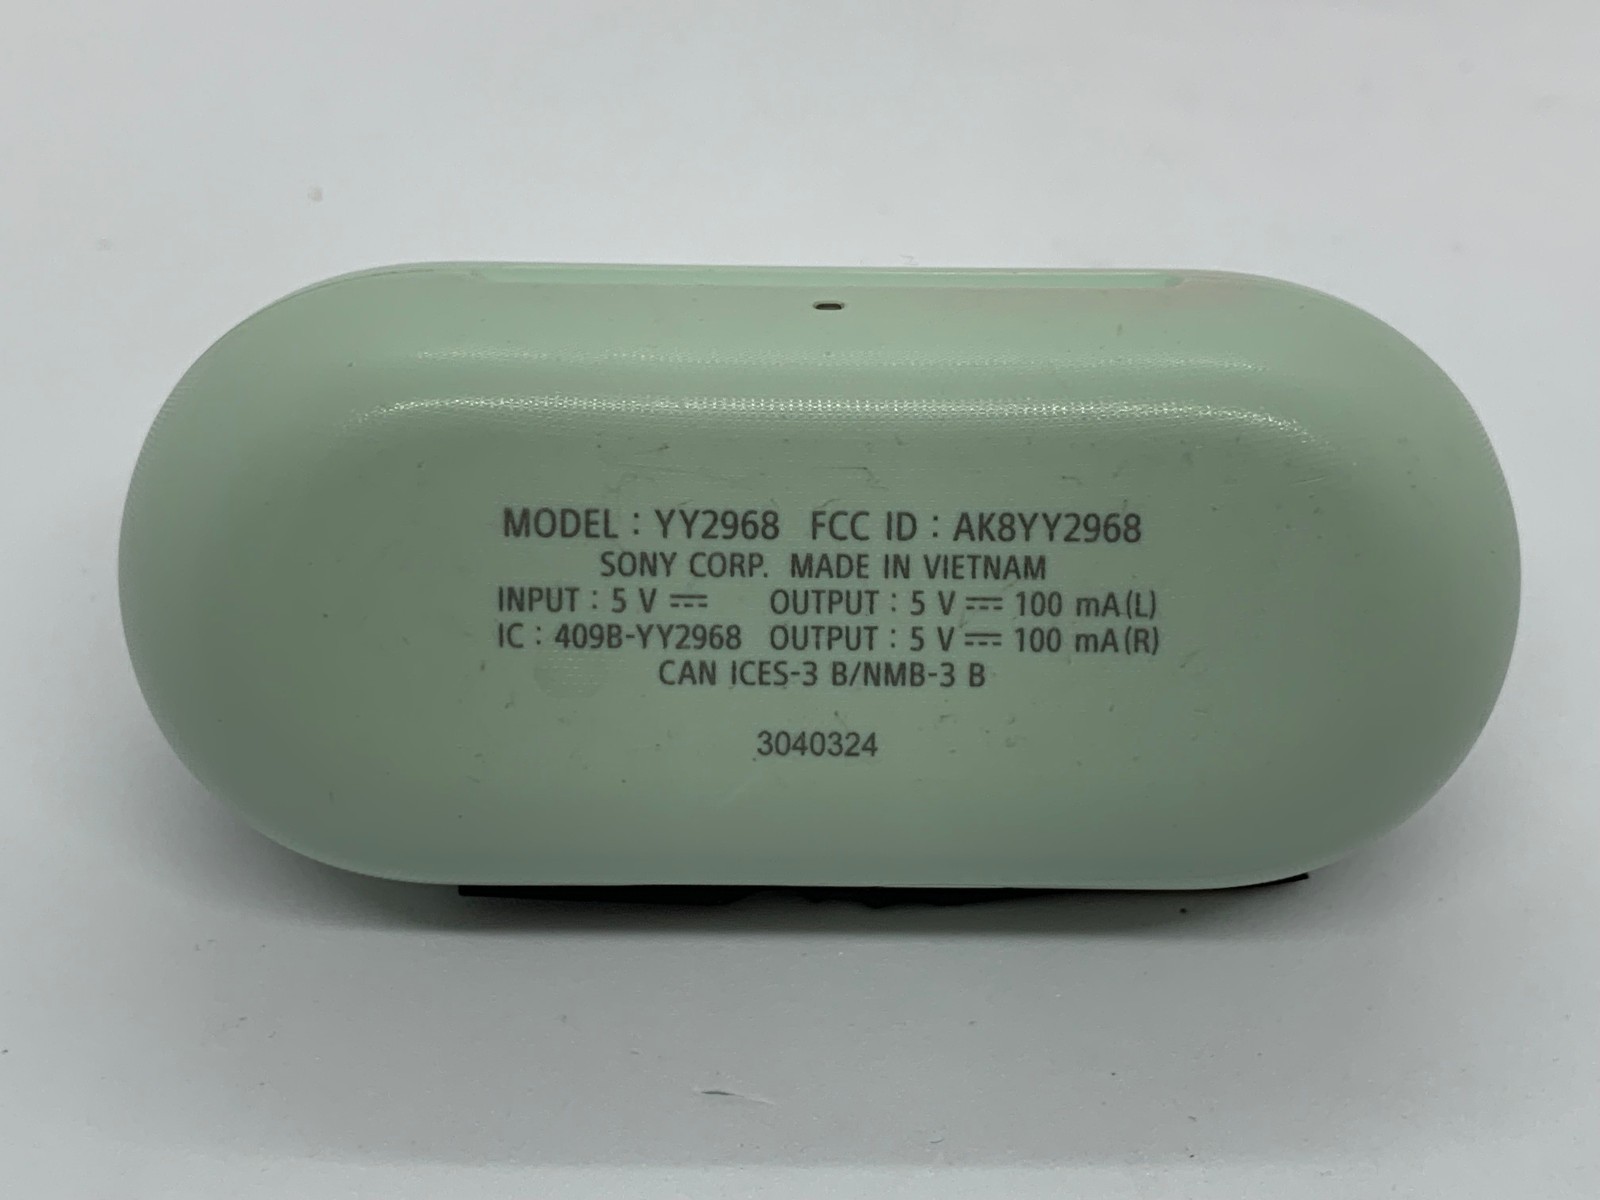 MODEL : YY2968 FCC ID : AK8YY2968
SONY CORP. MADE IN VIETNAM
INPUT : 5 V ⎓ OUTPUT : 5 V ⎓ 100 mA(L)
IC : 409B-YY2968 OUTPUT : 5 V ⎓ 100 mA(R)
CAN ICES-3 B/NMB-3 B
3040324